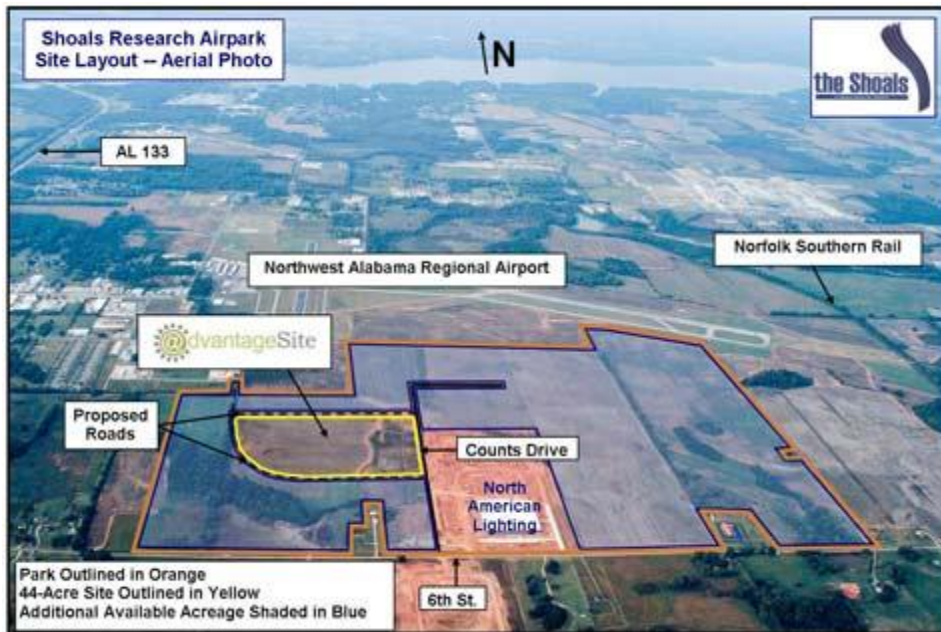 Shoals Research Airpark
Site Layout -- Aerial Photo
N
the Shoals
AL 133
Norfolk Southern Rail
Northwest Alabama Regional Airport
@dvantageSite
Proposed
Roads
Counts Drive
North
American
Lighting
Park Outlined in Orange
44-Acre Site Outlined in Yellow
Additional Available Acreage Shaded in Blue
6th St.